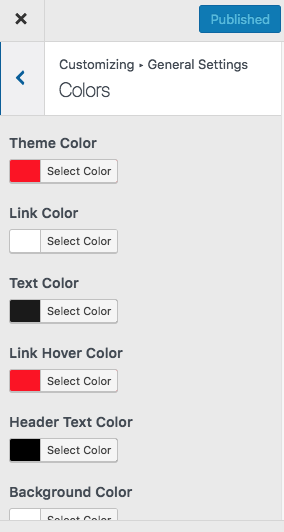 Published
Customizing ▸ General Settings
Colors
Theme Color
Select Color
Link Color
Select Color
Text Color
Select Color
Link Hover Color
Select Color
Header Text Color
Select Color
Background Color
Select Color